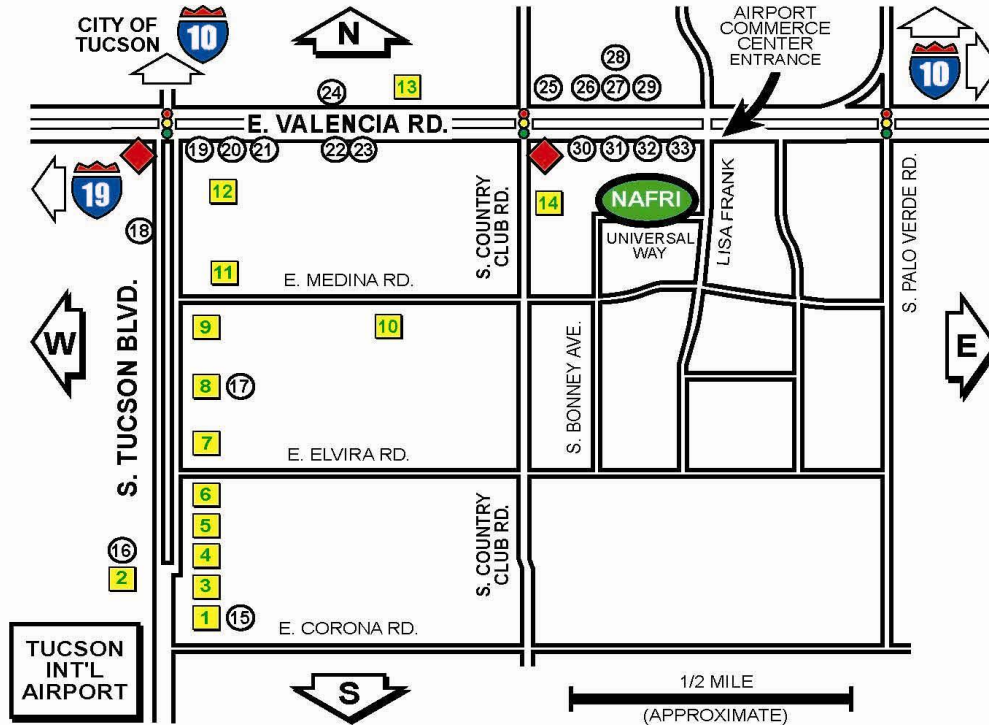 CITY OF
TUCSON
10
N
AIRPORT
COMMERCE
CENTER
ENTRANCE
10
28
24
13
25
26
27
29
E. VALENCIA RD.
19
20
21
22
23
30
31
32
33
19
12
14
NAFRI
18
S. COUNTRY
CLUB RD.
UNIVERSAL
WAY
LISA FRANK
S. PALO VERDE RD.
11
E. MEDINA RD.
W
S. TUCSON BLVD.
9
10
E
8
17
S. BONNEY AVE.
7
E. ELVIRA RD.
6
5
S. COUNTRY
CLUB RD.
16
4
2
3
1
15
E. CORONA RD.
TUCSON
INT'L
AIRPORT
S
1/2 MILE
(APPROXIMATE)